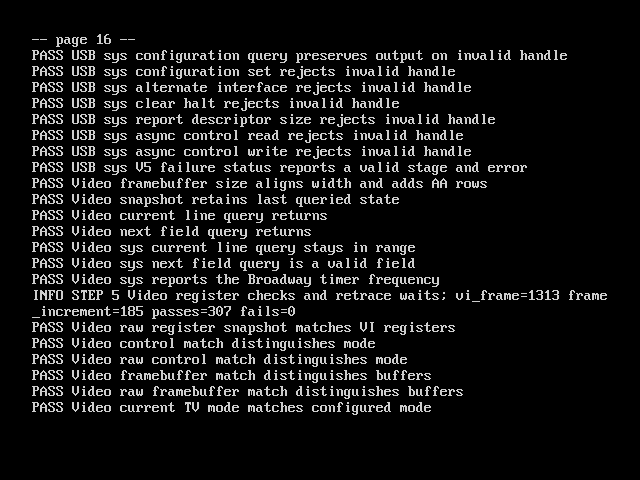 -- page 16 --
PASS USB sys configuration query preserves output on invalid handle
PASS USB sys configuration set rejects invalid handle
PASS USB sys alternate interface rejects invalid handle
PASS USB sys clear halt rejects invalid handle
PASS USB sys report descriptor size rejects invalid handle
PASS USB sys async control read rejects invalid handle
PASS USB sys async control write rejects invalid handle
PASS USB sys V5 failure status reports a valid stage and error
PASS Video framebuffer size aligns width and adds AA rows
PASS Video snapshot retains last queried state
PASS Video current line query returns
PASS Video next field query returns
PASS Video sys current line query stays in range
PASS Video sys next field query is a valid field
PASS Video sys reports the Broadway timer frequency
INFO STEP 5 Video register checks and retrace waits; vi_frame=1313 frame
_increment=185 passes=307 fails=0
PASS Video raw register snapshot matches VI registers
PASS Video control match distinguishes mode
PASS Video raw control match distinguishes mode
PASS Video framebuffer match distinguishes buffers
PASS Video raw framebuffer match distinguishes buffers
PASS Video current TV mode matches configured mode